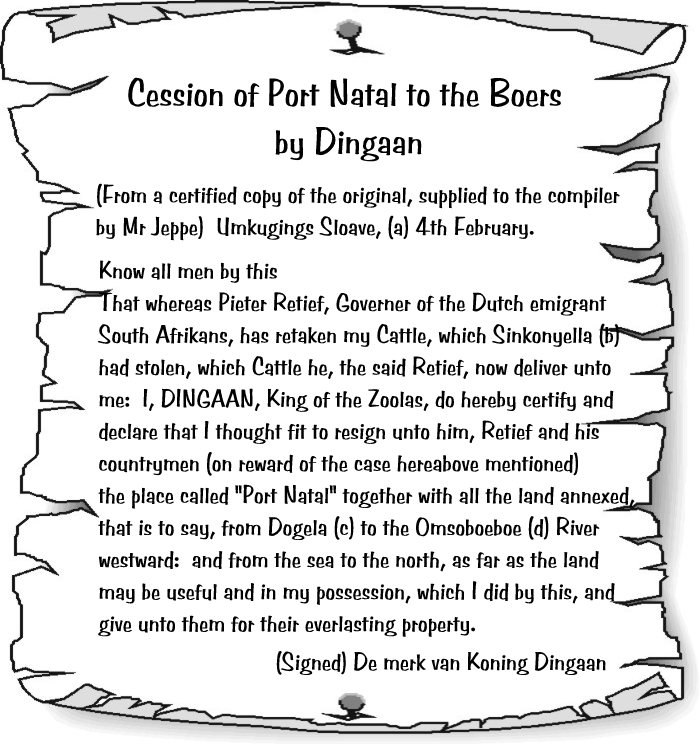 Cession of Port Natal to the Boers
by Dingaan
(From a certified copy of the original, supplied to the compiler
by Mr Jeppe)  Umkugings Sloave, (a) 4th February.
Know all men by this
That whereas Pieter Retief, Governer of the Dutch emigrant
South Afrikans, has retaken my Cattle, which Sinkonyella (b)
had stolen, which Cattle he, the said Retief, now deliver unto
me:  I, DINGAAN, King of the Zoolas, do hereby certify and
declare that I thought fit to resign unto him, Retief and his
countrymen (on reward of the case hereabove mentioned)
the place called "Port Natal" together with all the land annexed,
that is to say, from Dogela (c) to the Omsoboeboe (d) River
westward:  and from the sea to the north, as far as the land
may be useful and in my possession, which I did by this, and
give unto them for their everlasting property.
(Signed) De merk van Koning Dingaan